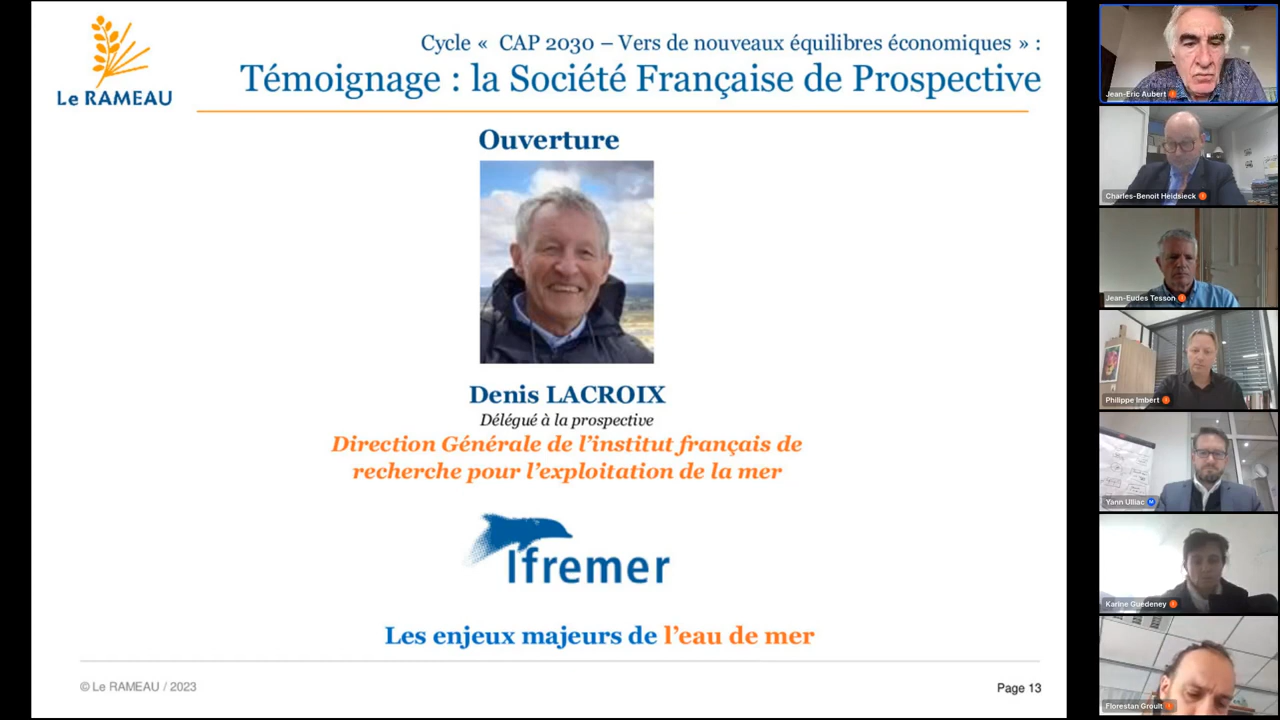 Cycle « CAP 2030 – Vers de nouveaux équilibres économiques » :
Le RAMEAU
Témoignage : la Société Française de Prospective
Ouverture
Denis LACROIX
Délégué à la prospective
Direction Générale de l’institut français de
recherche pour l’exploitation de la mer
Ifremer
Les enjeux majeurs de l’eau de mer
© Le RAMEAU / 2023
Page 13
Jean-Eric Aubert
Charles-Benoit Heidsieck
Jean-Eudes Tesson
Philippe Imbert
Yann Ulliac
M
Karine Guedeney
Florestan Groult